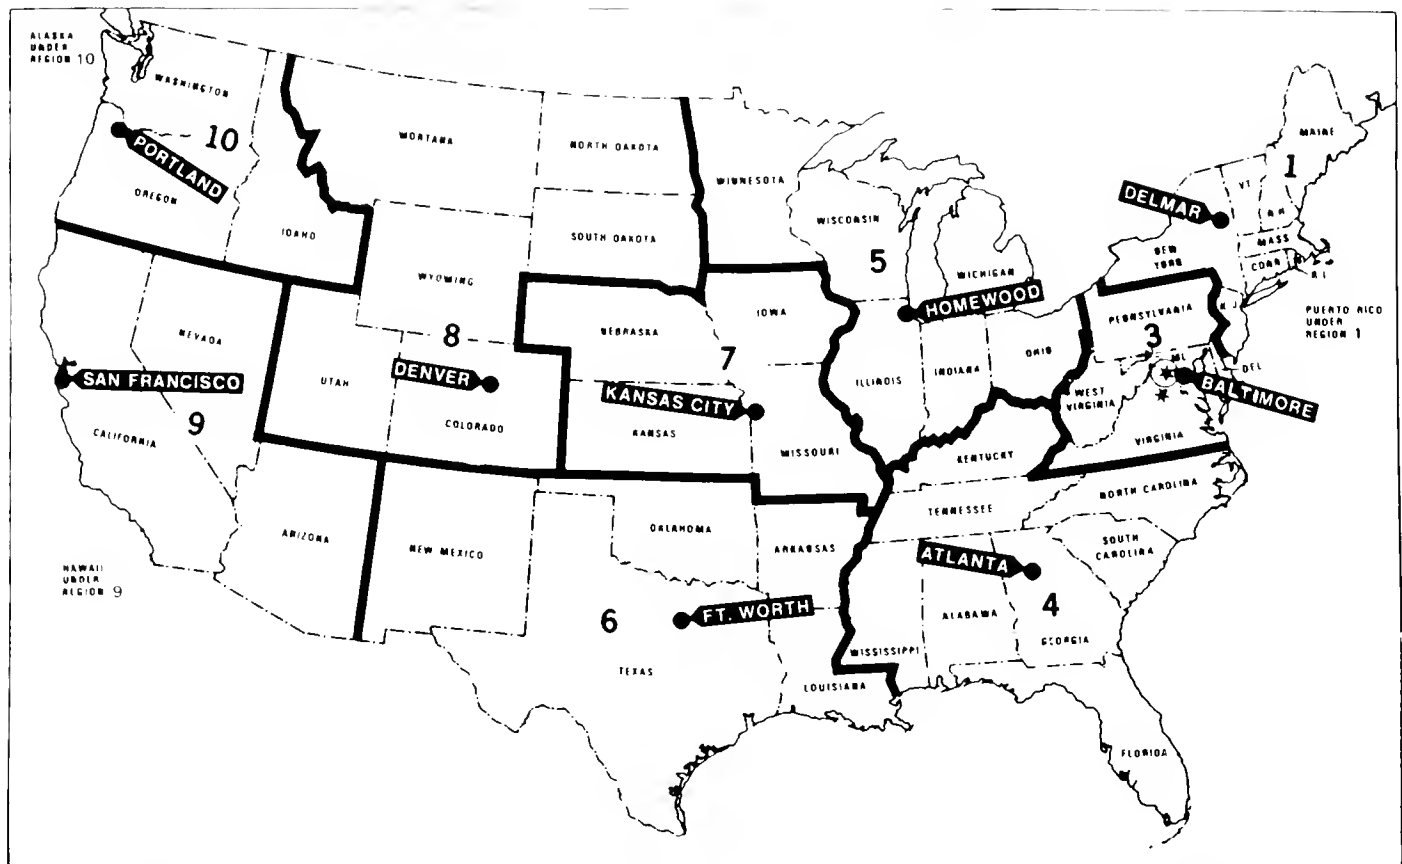 ALASKA
UNDER
REGION 10
WASHINGTON
10
PORTLAND
OREGON
IDAHO
MONTANA
NORTH DAKOTA
SOUTH DAKOTA
WYOMING
MINNESOTA
WISCONSIN
5
MICHIGAN
HOMEWOOD
MAINE
1
VT
N.H.
DELMAR
MASS
CONN
R.I.
NEW
YORK
PUERTO RICO
UNDER
REGION 1
PENNSYLVANIA
3
N J
MD
DEL
BALTIMORE
WEST
VIRGINIA
VIRGINIA
OHIO
INDIANA
ILLINOIS
IOWA
NEBRASKA
7
KANSAS CITY
KANSAS
MISSOURI
8
DENVER
COLORADO
UTAH
NEVADA
SAN FRANCISCO
9
CALIFORNIA
ARIZONA
NEW MEXICO
HAWAII
UNDER
REGION 9
OKLAHOMA
ARKANSAS
6
FT. WORTH
TEXAS
LOUISIANA
KENTUCKY
TENNESSEE
NORTH CAROLINA
SOUTH
CAROLINA
ATLANTA
4
GEORGIA
ALABAMA
MISSISSIPPI
FLORIDA